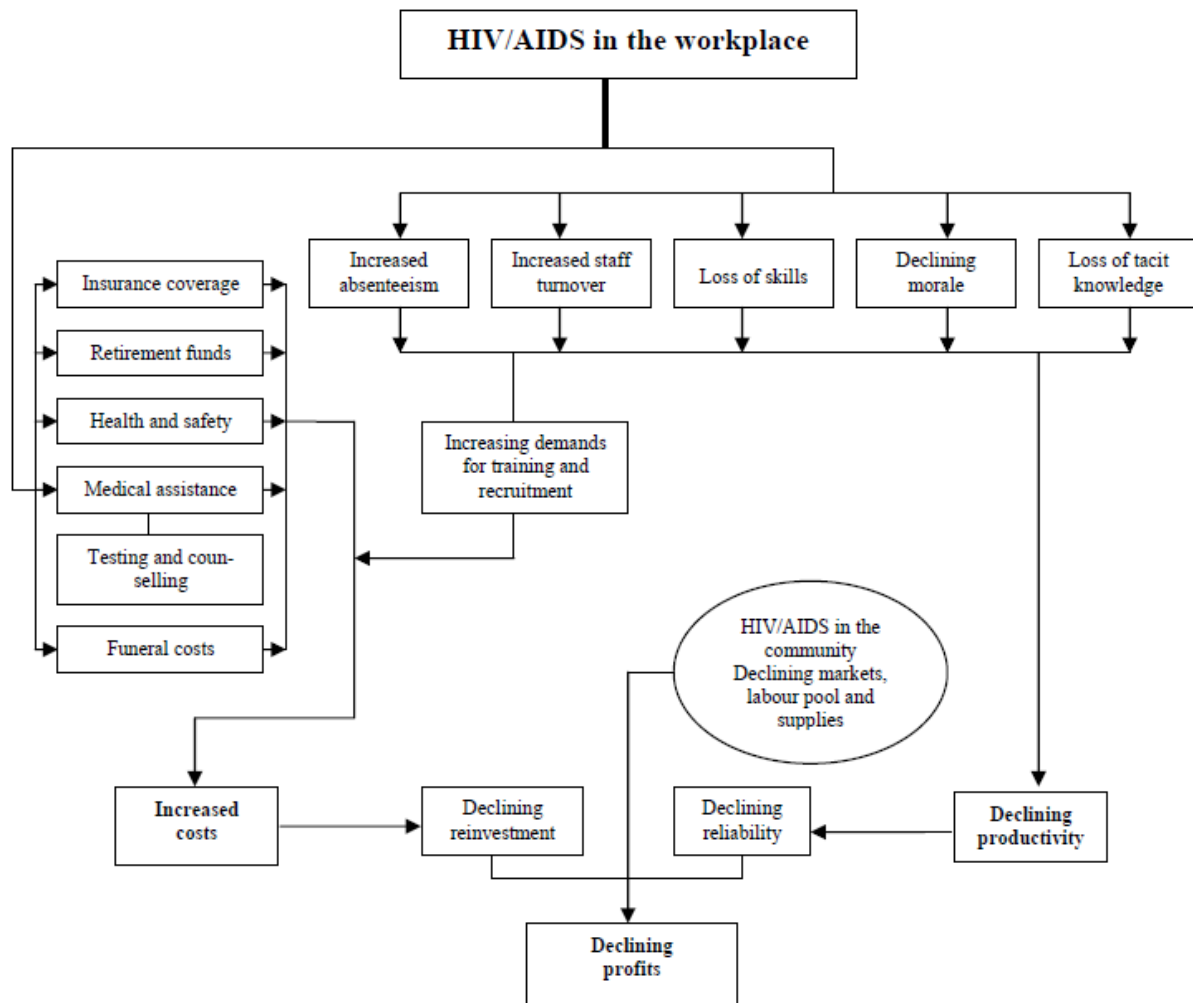 HIV/AIDS in the workplace
Increased
absenteeism
Increased staff
turnover
Loss of skills
Declining
morale
Loss of tacit
knowledge
Insurance coverage
Retirement funds
Health and safety
Medical assistance
Testing and coun-
selling
Funeral costs
Increasing demands
for training and
recruitment
HIV/AIDS in the
community
Declining markets,
labour pool and
supplies
Increased
costs
Declining
reinvestment
Declining
reliability
Declining
productivity
Declining
profits